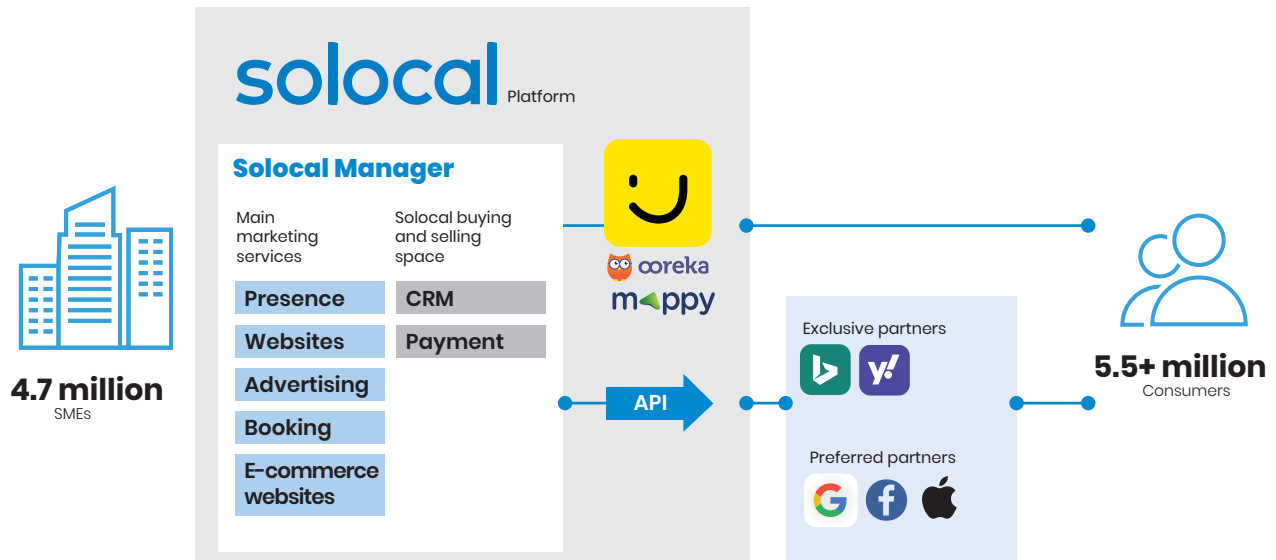 solocal
Platform
Solocal Manager
Main
marketing
services
Solocal buying
and selling
space
Presence
Websites
Advertising
Booking
E-commerce
websites
CRM
Payment
ooreka
mappy
API
4.7 million
SMEs
Exclusive partners
b
y!
Preferred partners
G
f
5.5+ million
Consumers